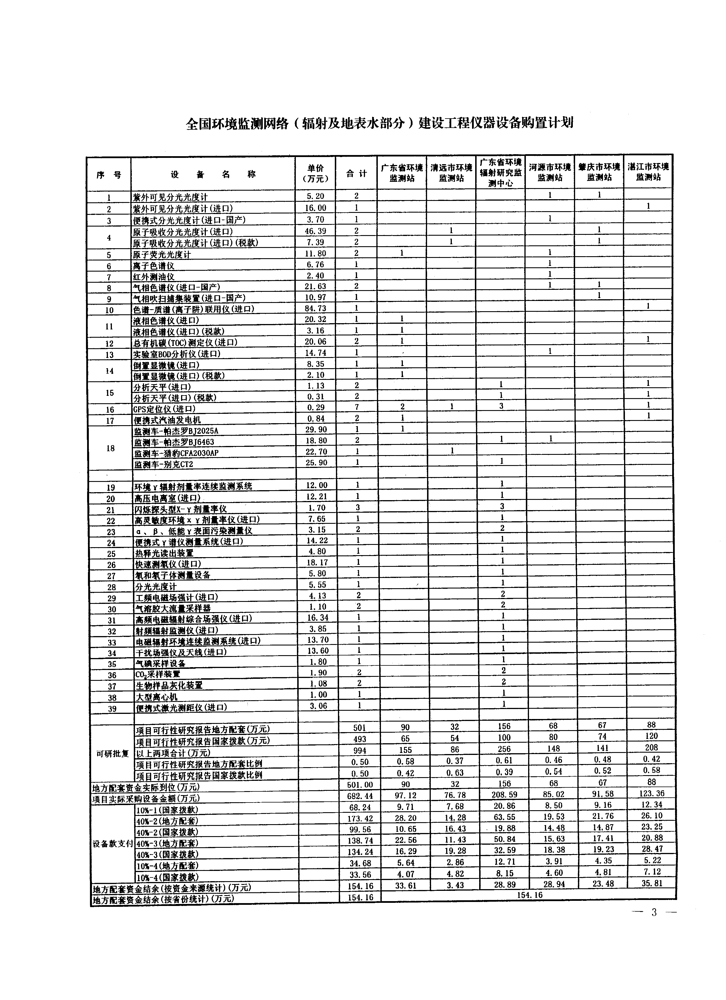 全国环境监测网络(辐射及地表水部分)建设工程仪器设备购置计划
序 号 设 备 名 称 单价(万元) 合 计 广东省环境监测站 清远市环境监测站 广东省环境辐射研究监测中心 河源市环境监测站 肇庆市环境监测站 湛江市环境监测站
1 紫外可见分光光度计 5.20 2 1 1
2 紫外可见分光光度计(进口) 16.00 1 1
3 便携式分光光度计(进口-国产) 3.70 1 1
4 原子吸收分光光度计(进口) 46.39 2 1 1
原子吸收分光光度计(进口)(税款) 7.39 2 1 1
5 原子荧光光度计 11.80 2 1 1
6 离子色谱仪 6.76 1 1
7 红外测油仪 2.40 1 1
8 气相色谱仪(进口-国产) 21.63 2 1 1
9 气相吹扫捕集装置(进口-国产) 10.97 1 1
10 色谱-质谱(离子阱)联用仪(进口) 84.73 1 1
11 液相色谱仪(进口) 20.32 1 1
液相色谱仪(进口)(税款) 3.16 1 1
12 总有机碳(TOC)测定仪(进口) 20.06 2 1 1
13 实验室BOD分析仪(进口) 14.74 1 1
14 倒置显微镜(进口) 8.35 1 1
倒置显微镜(进口)(税款) 2.10 1 1
15 分析天平(进口) 1.13 2 1 1
分析天平(进口)(税款) 0.31 2 1 1
16 GPS定位仪(进口) 0.29 7 2 1 3 1
17 便携式汽油发电机 0.84 2 1 1
18 监测车-帕杰罗BJ2025A 29.90 1 1
监测车-帕杰罗BJ6463 18.80 2 1 1
监测车-猎豹CFA2030AP 22.70 1 1
监测车-别克CT2 25.90 1 1
19 环境γ辐射剂量率连续监测系统 12.00 1 1
20 高压电离室(进口) 12.21 1 1
21 闪烁探头型X-γ剂量率仪 1.70 3 3
22 高灵敏度环境xγ剂量率仪(进口) 7.65 1 1
23 α、β、低能γ表面污染测量仪 3.15 2 2
24 便携式γ谱仪测量系统(进口) 14.22 1 1
25 热释光读出装置 4.80 1 1
26 快速测氡仪(进口) 18.17 1 1
27 氡和氡子体测量设备 5.80 1 1
28 分光光度计 5.55 1 1
29 工频电磁场强计(进口) 4.13 2 2
30 气溶胶大流量采样器 1.10 2 2
31 高频电磁辐射综合场强仪(进口) 16.34 1 1
32 射频辐射监测仪(进口) 3.85 1 1
33 电磁辐射环境连续监测系统(进口) 13.70 1 1
34 干扰场强仪及天线(进口) 13.60 1 1
35 气碘采样设备 1.80 1 1
36 CO₂采样装置 1.90 2 2
37 生物样品灰化装置 1.08 2 2
38 大型离心机 1.00 1 1
39 便携式激光测距仪(进口) 3.06 1 1
可研批复 项目可行性研究报告地方配套(万元) 501 90 32 156 68 67 88
项目可行性研究报告国家拨款(万元) 493 65 54 100 80 74 120
以上两项合计(万元) 994 155 86 256 148 141 208
项目可行性研究报告地方配套比例 0.50 0.58 0.37 0.61 0.46 0.48 0.42
项目可行性研究报告国家拨款比例 0.50 0.42 0.63 0.39 0.54 0.52 0.58
地方配套资金实际到位(万元) 501.00 90 32 156 68 67 88
项目实际采购设备金额(万元) 682.44 97.12 76.78 208.59 85.02 91.58 123.36
设备款支付 10%-1(国家拨款) 68.24 9.71 7.68 20.86 8.50 9.16 12.34
40%-2(地方配套) 173.42 28.20 14.28 63.55 19.53 21.76 26.10
40%-2(国家拨款) 99.56 10.65 16.43 19.88 14.48 14.87 23.25
40%-3(地方配套) 138.74 22.56 11.43 50.84 15.63 17.41 20.88
40%-3(国家拨款) 134.24 16.29 19.28 32.59 18.38 19.23 28.47
10%-4(地方配套) 34.68 5.64 2.86 12.71 3.91 4.35 5.22
10%-4(国家拨款) 33.56 4.07 4.82 8.15 4.60 4.81 7.12
地方配套资金结余(按资金来源统计)(万元) 154.16 33.61 3.43 28.89 28.94 23.48 35.81
地方配套资金结余(按省份统计)(万元) 154.16 154.16
— 3 —